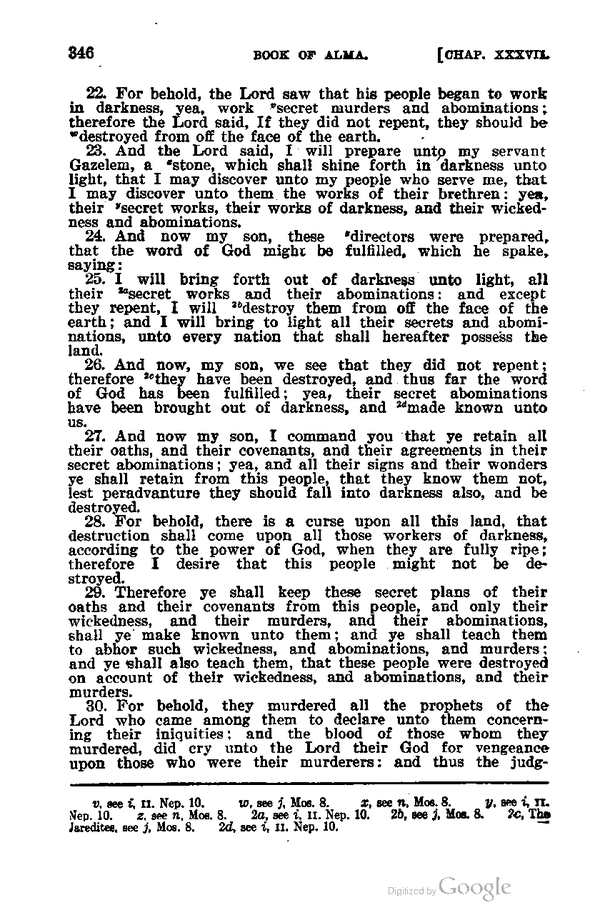 346 BOOK OF ALMA. [CHAP. XXXVII.
22. For behold, the Lord saw that his people began to work
in darkness, yea, work ᵛsecret murders and abominations;
therefore the Lord said, If they did not repent, they should be
ʷdestroyed from off the face of the earth.
23. And the Lord said, I will prepare unto my servant
Gazelem, a ˣstone, which shall shine forth in darkness unto
light, that I may discover unto my people who serve me, that
I may discover unto them the works of their brethren; yea,
their ʸsecret works, their works of darkness, and their wicked-
ness and abominations.
24. And now my son, these ᶻdirectors were prepared,
that the word of God might be fulfilled, which he spake,
saying:
25. I will bring forth out of darkness unto light, all
their ²ᵃsecret works and their abominations: and except
they repent, I will ²ᵇdestroy them from off the face of the
earth; and I will bring to light all their secrets and abomi-
nations, unto every nation that shall hereafter possess the
land.
26. And now, my son, we see that they did not repent;
therefore ²ᶜthey have been destroyed, and thus far the word
of God has been fulfilled; yea, their secret abominations
have been brought out of darkness, and ²ᵈmade known unto
us.
27. And now my son, I command you that ye retain all
their oaths, and their covenants, and their agreements in their
secret abominations; yea, and all their signs and their wonders
ye shall retain from this people, that they know them not,
lest peradvanture they should fall into darkness also, and be
destroyed.
28. For behold, there is a curse upon all this land, that
destruction shall come upon all those workers of darkness,
according to the power of God, when they are fully ripe;
therefore I desire that this people might not be de-
stroyed.
29. Therefore ye shall keep these secret plans of their
oaths and their covenants from this people, and only their
wickedness, and their murders, and their abominations,
shall ye make known unto them; and ye shall teach them
to abhor such wickedness, and abominations, and murders;
and ye shall also teach them, that these people were destroyed
on account of their wickedness, and abominations, and their
murders.
30. For behold, they murdered all the prophets of the
Lord who came among them to declare unto them concern-
ing their iniquities; and the blood of those whom they
murdered, did cry unto the Lord their God for vengeance
upon those who were their murderers: and thus the judg-
v, see i, II. Nep. 10. w, see j, Mos. 8. x, see n, Mos. 8. y, see i, II.
Nep. 10. z, see n, Mos. 8. 2a, see i, II. Nep. 10. 2b, see j, Mos. 8. 2c, The
Jaredites, see j, Mos. 8. 2d, see i, II. Nep. 10.
Digitized by Google